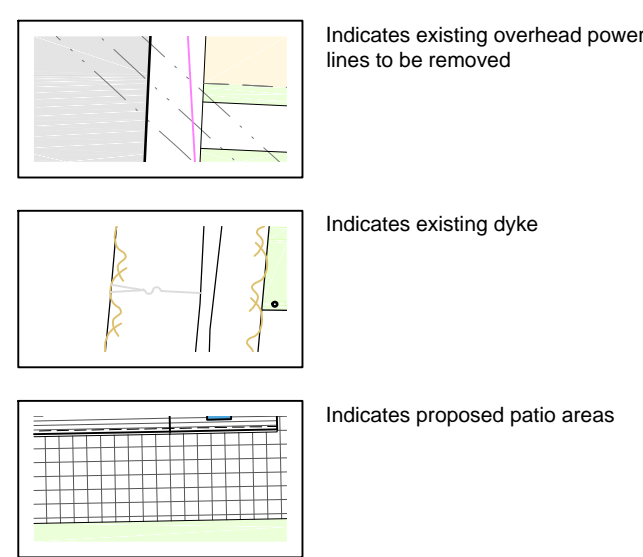 Indicates existing overhead power
lines to be removed
Indicates existing dyke
Indicates proposed patio areas